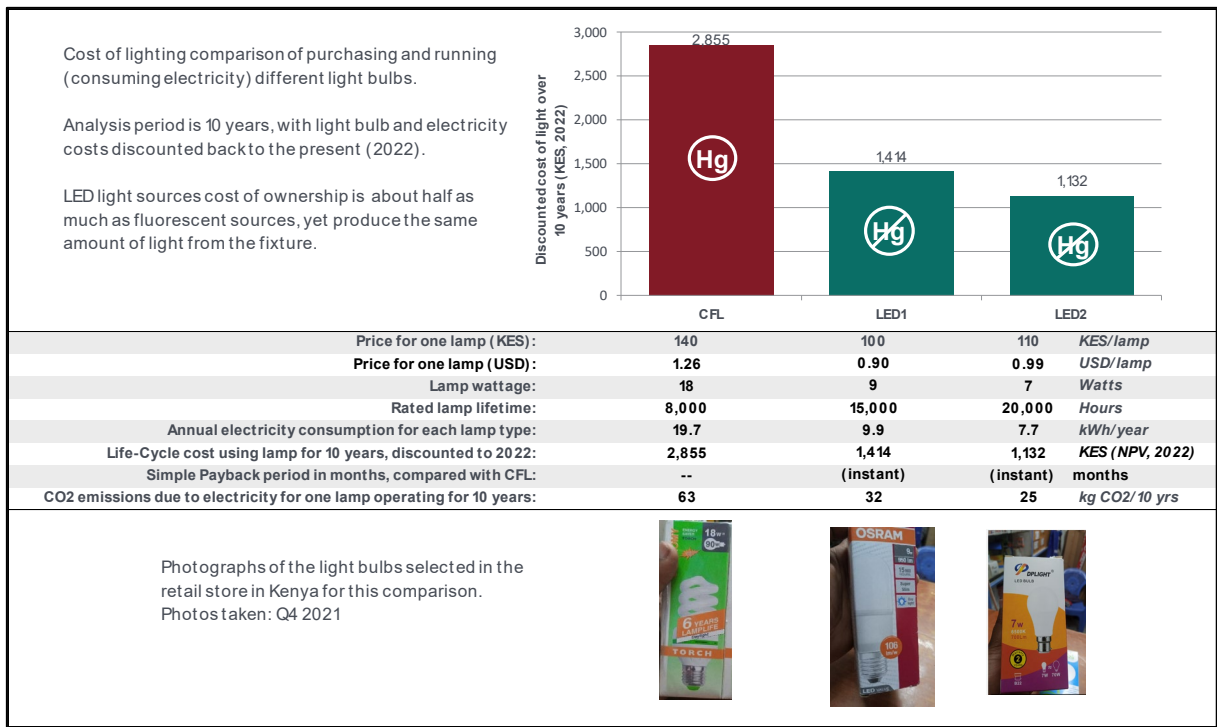 Cost of lighting comparison of purchasing and running
(consuming electricity) different light bulbs.
Analysis period is 10 years, with light bulb and electricity
costs discounted back to the present (2022).
LED light sources cost of ownership is about half as
much as fluorescent sources, yet produce the same
amount of light from the fixture.
Discounted cost of light over
10 years (KES, 2022)
3,000
2,500
2,000
1,500
1,000
500
0
2,855
1,414
1,132
Hg
Hg
Hg
CFL LED1 LED2
Price for one lamp (KES): 140 100 110 KES/lamp
Price for one lamp (USD): 1.26 0.90 0.99 USD/lamp
Lamp wattage: 18 9 7 Watts
Rated lamp lifetime: 8,000 15,000 20,000 Hours
Annual electricity consumption for each lamp type: 19.7 9.9 7.7 kWh/year
Life-Cycle cost using lamp for 10 years, discounted to 2022: 2,855 1,414 1,132 KES (NPV, 2022)
Simple Payback period in months, compared with CFL: -- (instant) (instant) months
CO2 emissions due to electricity for one lamp operating for 10 years: 63 32 25 kg CO2/10 yrs
Photographs of the light bulbs selected in the
retail store in Kenya for this comparison.
Photos taken: Q4 2021
18w
90w
6 YEARS
LAMPLIFE
TORCH
OSRAM
LED
DPLIGHT
LED BULB
7w
2